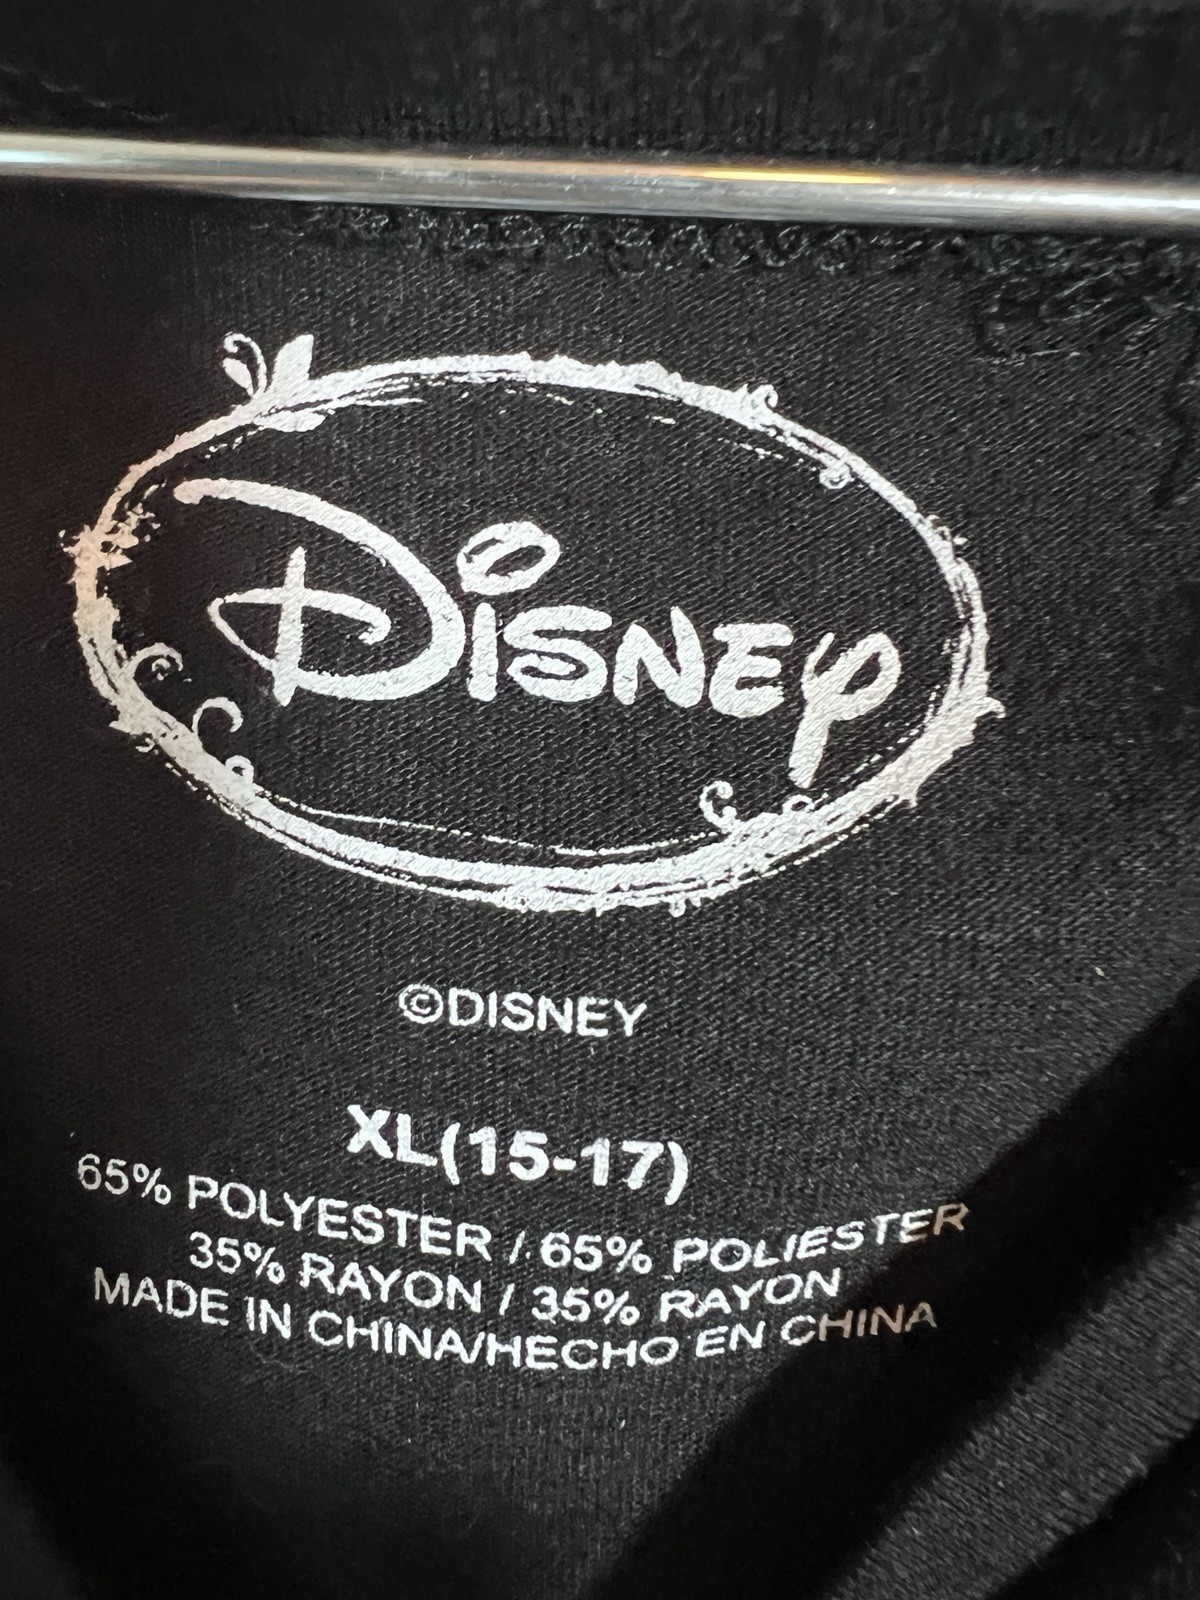 Disney
©DISNEY
XL(15-17)
65% POLYESTER / 65% POLIESTER
35% RAYON / 35% RAYON
MADE IN CHINA/HECHO EN CHINA